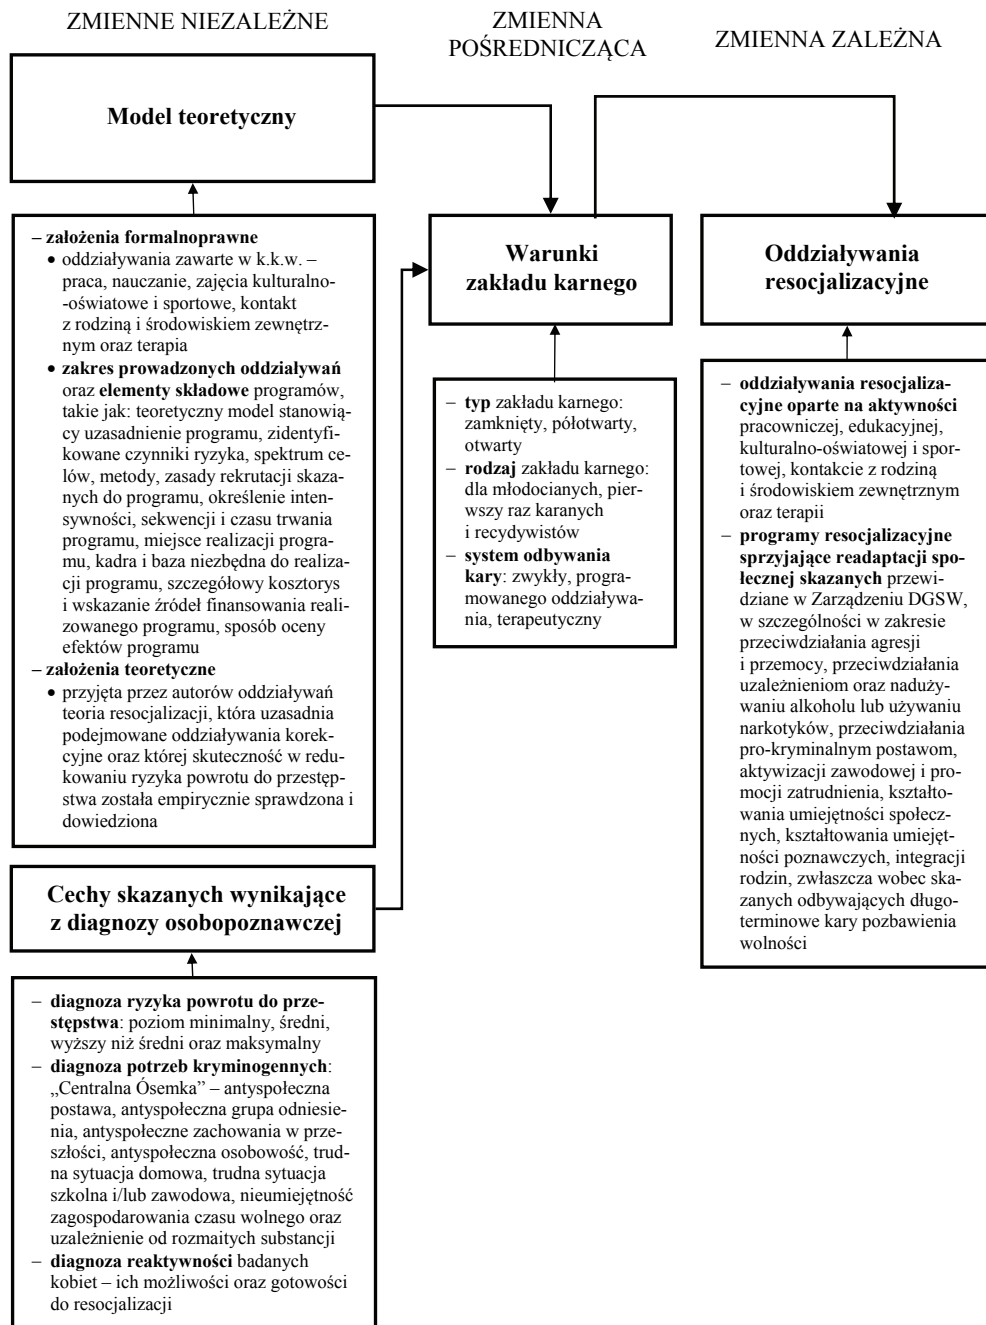 ZMIENNE NIEZALEŻNE
ZMIENNA
POŚREDNICZĄCA
ZMIENNA ZALEŻNA
Model teoretyczny
– założenia formalnoprawne
• oddziaływania zawarte w k.k.w. –
praca, nauczanie, zajęcia kulturalno-
-oświatowe i sportowe, kontakt
z rodziną i środowiskiem zewnętrz-
nym oraz terapia
• zakres prowadzonych oddziaływań
oraz elementy składowe programów,
takie jak: teoretyczny model stanowią-
cy uzasadnienie programu, zidentyfi-
kowane czynniki ryzyka, spektrum ce-
lów, metody, zasady rekrutacji skaza-
nych do programu, określenie inten-
sywności, sekwencji i czasu trwania
programu, miejsce realizacji progra-
mu, kadra i baza niezbędna do realiza-
cji programu, szczegółowy kosztorys
i wskazanie źródeł finansowania reali-
zowanego programu, sposób oceny
efektów programu
– założenia teoretyczne
• przyjęta przez autorów oddziaływań
teoria resocjalizacji, która uzasadnia
podejmowane oddziaływania korek-
cyjne oraz której skuteczność w redu-
kowaniu ryzyka powrotu do przestęp-
stwa została empirycznie sprawdzona i
dowiedziona
Cechy skazanych wynikające
z diagnozy osobopoznawczej
– diagnoza ryzyka powrotu do prze-
stępstwa: poziom minimalny, średni,
wyższy niż średni oraz maksymalny
– diagnoza potrzeb kryminogennych:
„Centralna Ósemka” – antyspołeczna
postawa, antyspołeczna grupa odniesie-
nia, antyspołeczne zachowania w prze-
szłości, antyspołeczna osobowość, trud-
na sytuacja domowa, trudna sytuacja
szkolna i/lub zawodowa, nieumiejętność
zagospodarowania czasu wolnego oraz
uzależnienie od rozmaitych substancji
– diagnoza reaktywności badanych
kobiet – ich możliwości oraz gotowości
do resocjalizacji
Warunki
zakładu karnego
– typ zakładu karnego:
zamknięty, półotwarty,
otwarty
– rodzaj zakładu karnego:
dla młodocianych, pier-
wszy raz karanych
i recydywistów
– system odbywania
kary: zwykły, progra-
mowanego oddziaływa-
nia, terapeutyczny
Oddziaływania
resocjalizacyjne
– oddziaływania resocjaliza-
cyjne oparte na aktywności
pracowniczej, edukacyjnej,
kulturalno-oświatowej i spor-
towej, kontakcie z rodziną
i środowiskiem zewnętrznym
oraz terapii
– programy resocjalizacyjne
sprzyjające readaptacji spo-
łecznej skazanych przewi-
dziane w Zarządzeniu DGSW,
w szczególności w zakresie
przeciwdziałania agresji
i przemocy, przeciwdziałania
uzależnieniom oraz naduży-
waniu alkoholu lub używaniu
narkotyków, przeciwdziałania
pro-kryminalnym postawom,
aktywizacji zawodowej i pro-
mocji zatrudnienia, kształto-
wania umiejętności społecz-
nych, kształtowania umiejęt-
ności poznawczych, integracji
rodzin, zwłaszcza wobec ska-
zanych odbywających długo-
terminowe kary pozbawienia
wolności